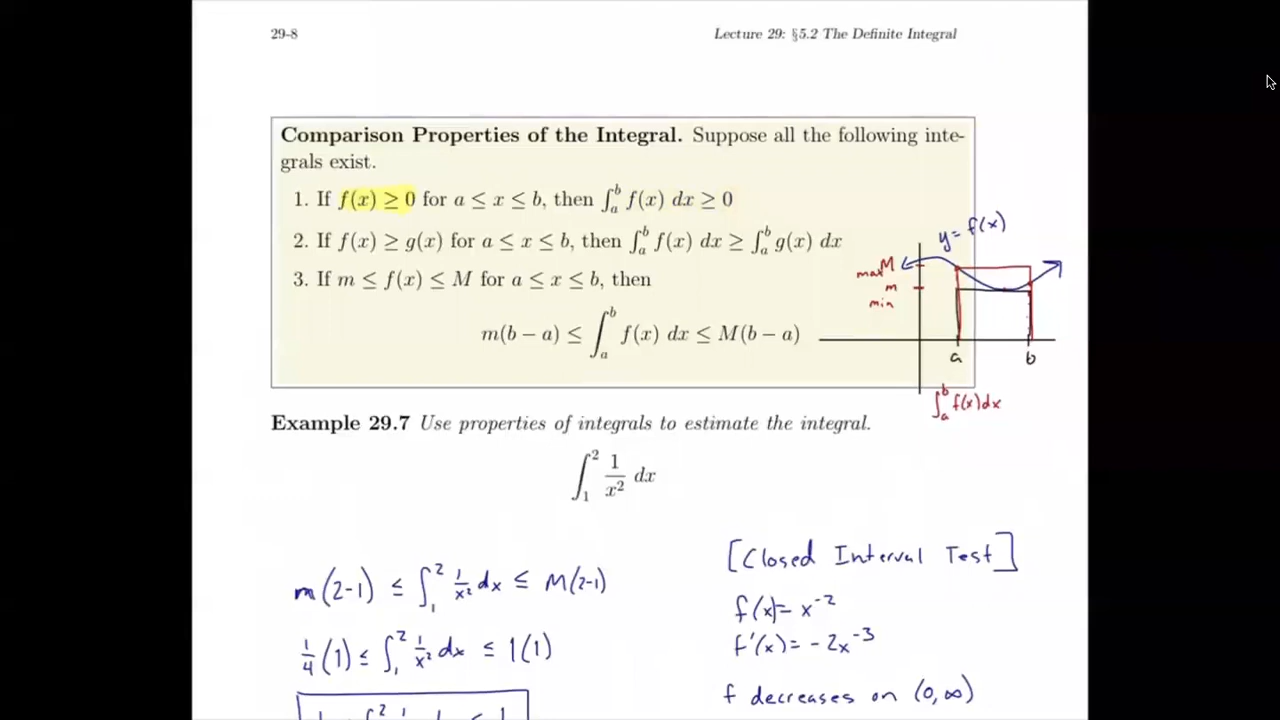 29-8
Lecture 29: §5.2 The Definite Integral
Comparison Properties of the Integral. Suppose all the following inte-
grals exist.
1. If f(x) ≥ 0 for a ≤ x ≤ b, then ∫_a^b f(x) dx ≥ 0
2. If f(x) ≥ g(x) for a ≤ x ≤ b, then ∫_a^b f(x) dx ≥ ∫_a^b g(x) dx
3. If m ≤ f(x) ≤ M for a ≤ x ≤ b, then
m(b − a) ≤ ∫_a^b f(x) dx ≤ M(b − a)
y = f(x)
max M
m
min
a b
∫_a^b f(x)dx
Example 29.7 Use properties of integrals to estimate the integral.
∫_1^2 1/x² dx
m(2-1) ≤ ∫_1^2 1/x² dx ≤ M(2-1)
1/4 (1) ≤ ∫_1^2 1/x² dx ≤ 1(1)
[Closed Interval Test]
f(x) = x^-2
f'(x) = -2x^-3
f decreases on (0,∞)